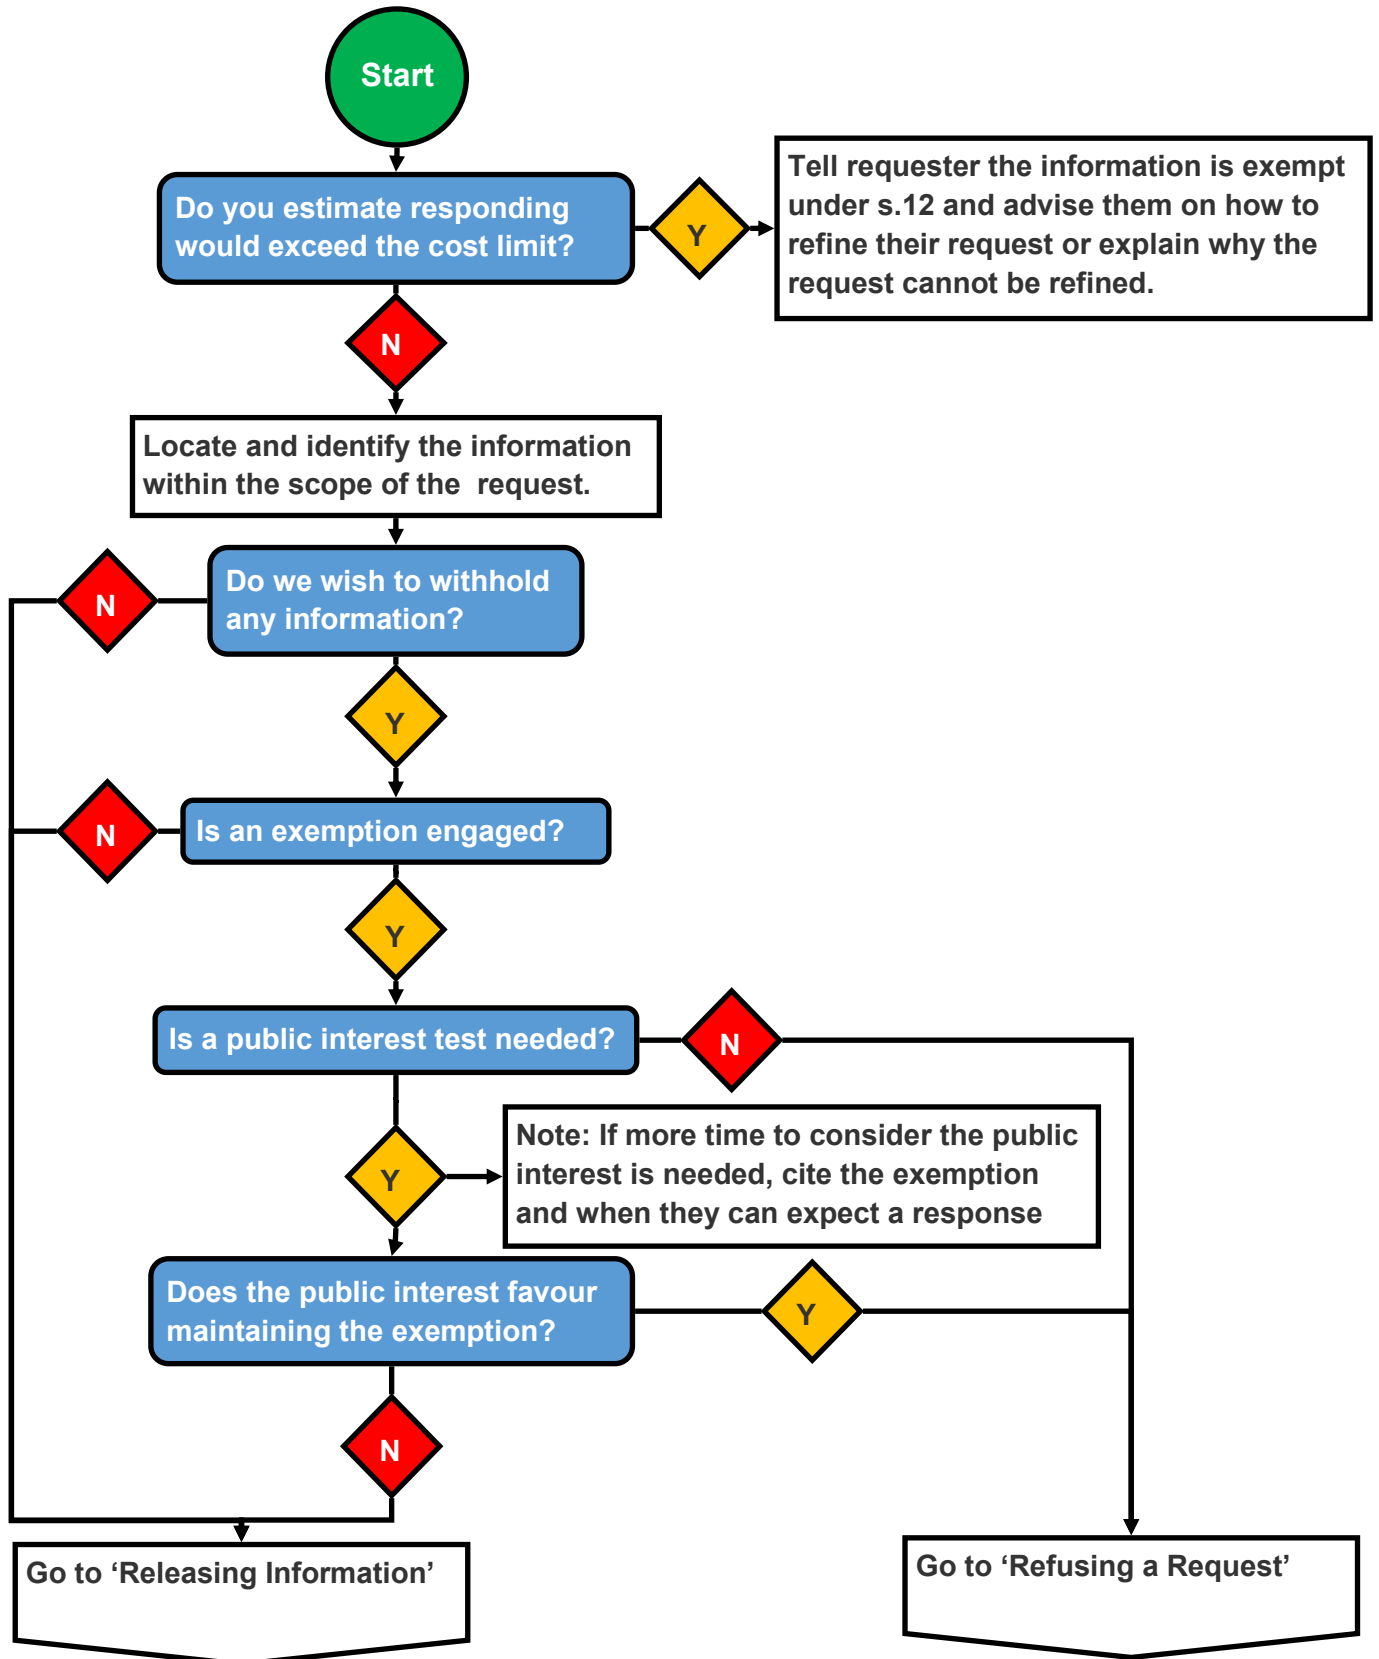 Start
Do you estimate responding
would exceed the cost limit?
Y
Tell requester the information is exempt
under s.12 and advise them on how to
refine their request or explain why the
request cannot be refined.
N
Locate and identify the information
within the scope of the  request.
N
Do we wish to withhold
any information?
Y
N
Is an exemption engaged?
Y
Is a public interest test needed?
N
Y
Note: If more time to consider the public
interest is needed, cite the exemption
and when they can expect a response
Does the public interest favour
maintaining the exemption?
Y
N
Go to ‘Releasing Information’
Go to ‘Refusing a Request’